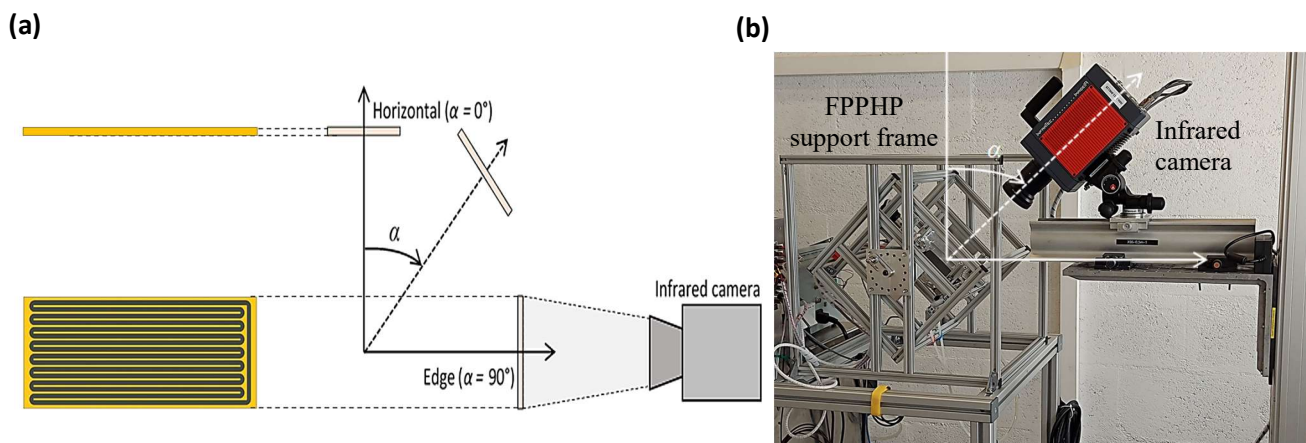 (a)
Horizontal (α = 0°)
α
Infrared camera
Edge (α = 90°)
(b)
FPPHP
support frame
α
Infrared
camera